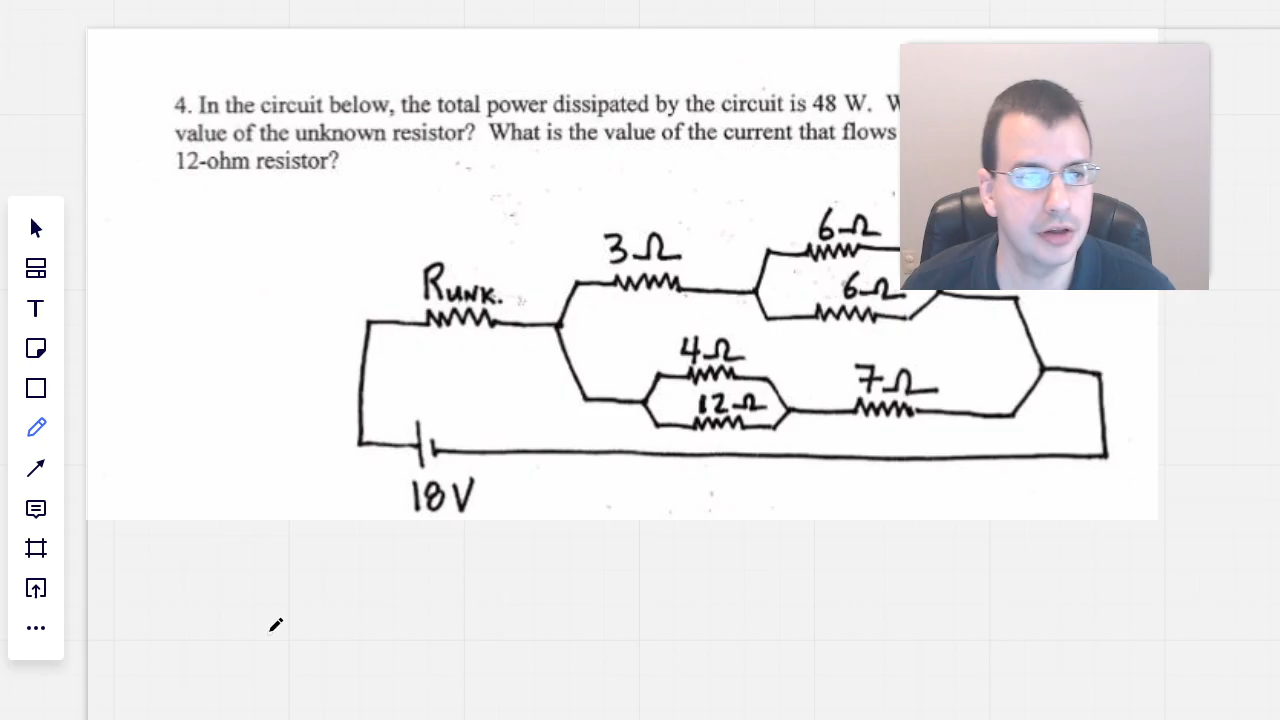 4. In the circuit below, the total power dissipated by the circuit is 48 W.
value of the unknown resistor? What is the value of the current that flows
12-ohm resistor?
6Ω
3Ω
RUNK.
6Ω
4Ω
7Ω
12Ω
18V
T